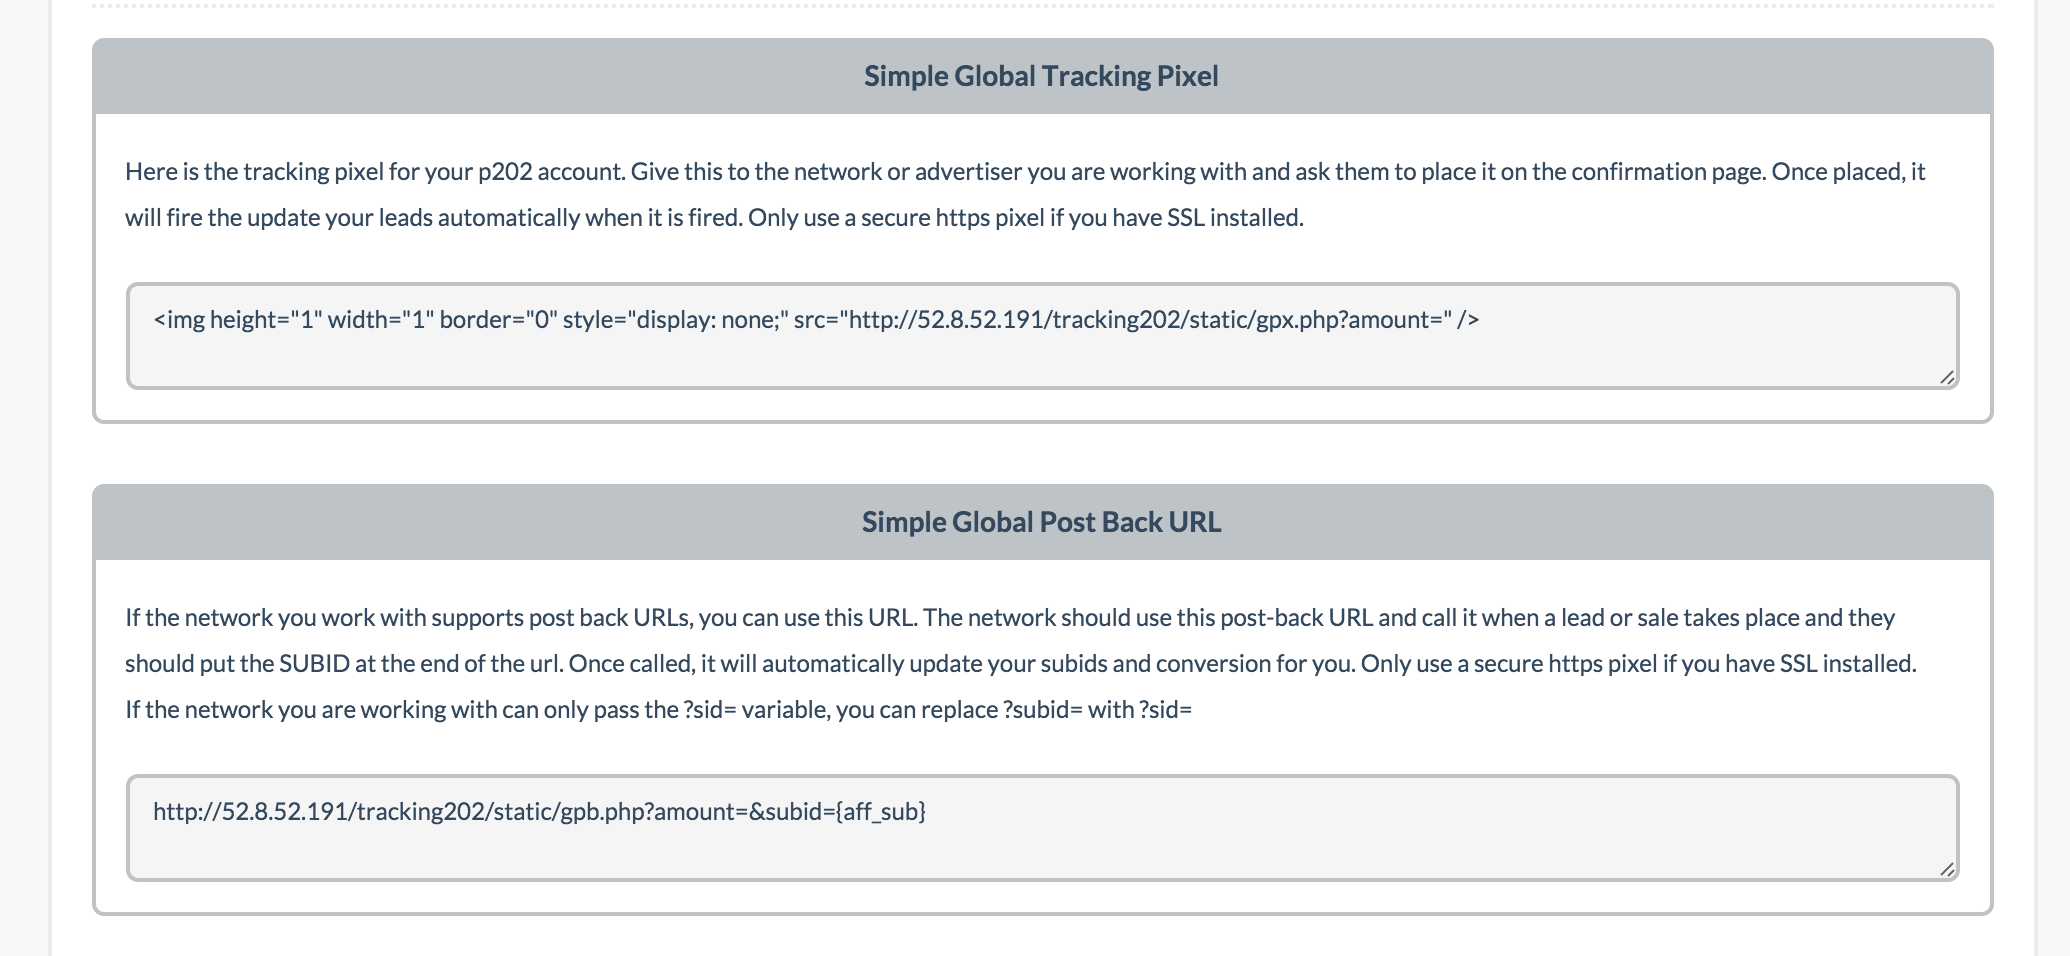 Simple Global Tracking Pixel
Here is the tracking pixel for your p202 account. Give this to the network or advertiser you are working with and ask them to place it on the confirmation page. Once placed, it
will fire the update your leads automatically when it is fired. Only use a secure https pixel if you have SSL installed.
<img height="1" width="1" border="0" style="display: none;" src="http://52.8.52.191/tracking202/static/gpx.php?amount=" />
Simple Global Post Back URL
If the network you work with supports post back URLs, you can use this URL. The network should use this post-back URL and call it when a lead or sale takes place and they
should put the SUBID at the end of the url. Once called, it will automatically update your subids and conversion for you. Only use a secure https pixel if you have SSL installed.
If the network you are working with can only pass the ?sid= variable, you can replace ?subid= with ?sid=
http://52.8.52.191/tracking202/static/gpb.php?amount=&subid={aff_sub}